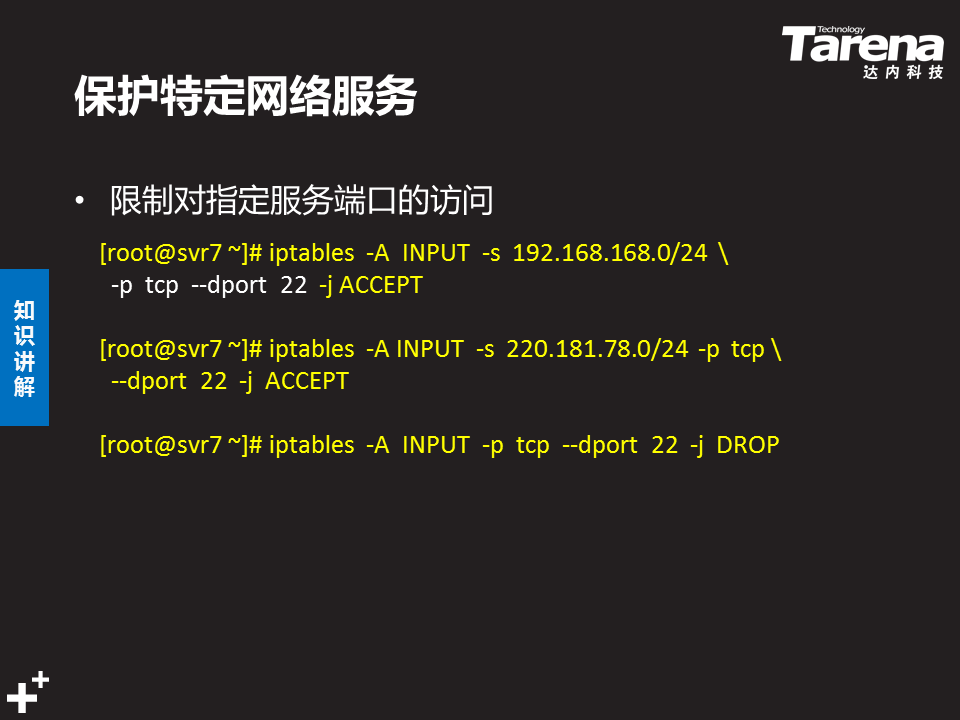 Technology
Tarena
达内科技
保护特定网络服务
• 限制对指定服务端口的访问
[root@svr7 ~]# iptables -A INPUT -s 192.168.168.0/24 \
-p tcp --dport 22 -j ACCEPT
[root@svr7 ~]# iptables -A INPUT -s 220.181.78.0/24 -p tcp \
--dport 22 -j ACCEPT
[root@svr7 ~]# iptables -A INPUT -p tcp --dport 22 -j DROP
知识讲解